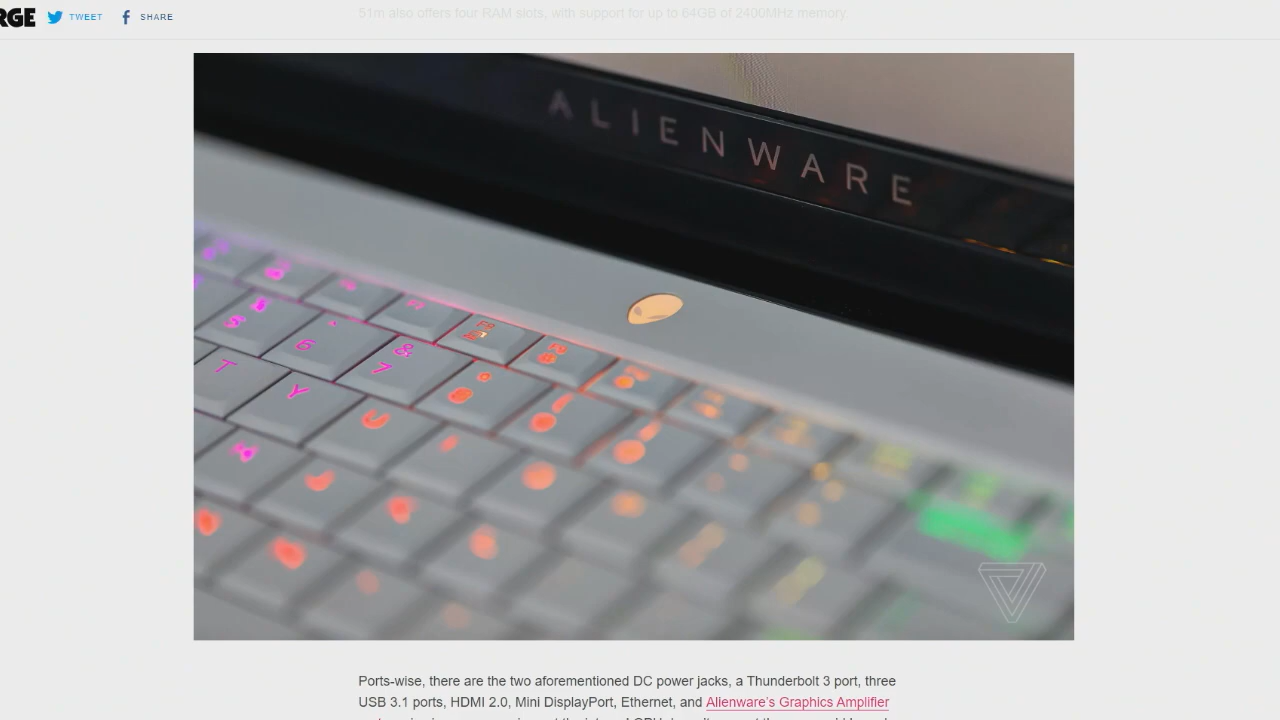 RGE TWEET SHARE
51m also offers four RAM slots, with support for up to 64GB of 2400MHz memory.
ALIENWARE
& 
6 7
T Y U
Ports-wise, there are the two aforementioned DC power jacks, a Thunderbolt 3 port, three
USB 3.1 ports, HDMI 2.0, Mini DisplayPort, Ethernet, and Alienware's Graphics Amplifier